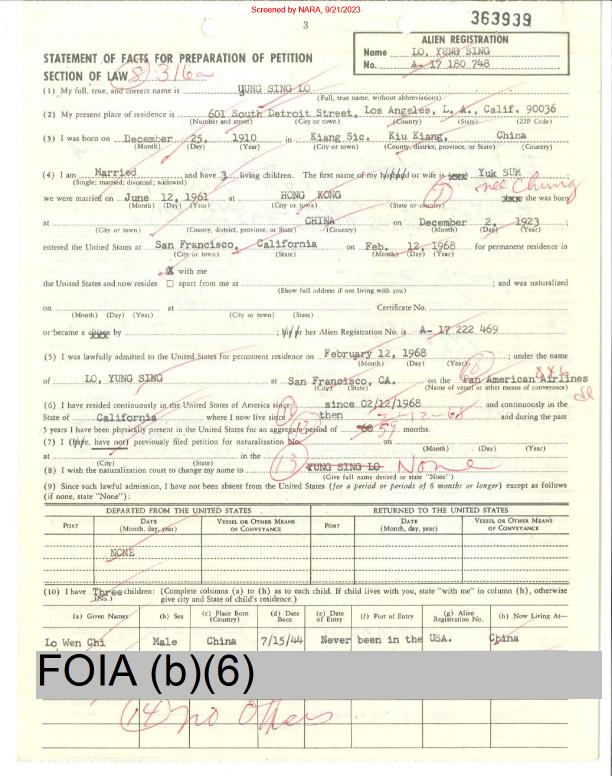 Screened by NARA, 9/21/2023
3
363939
ALIEN REGISTRATION
Name LO, YUNG SING
No. A- 17 180 748
STATEMENT OF FACTS FOR PREPARATION OF PETITION
SECTION OF LAW 8) 316a
(1) My full, true, and correct name is YUNG SING LO
(Full, true name, without abbreviations)
(2) My present place of residence is 601 South Detroit Street, Los Angeles, L. A., Calif. 90036
(Number and street) (City or town) (County) (State) (ZIP Code)
(3) I was born on December 25, 1910 in Kiang Sic. Kiu Kiang, China
(Month) (Day) (Year) (City or town) (County, district, province, or State) (Country)
(4) I am Married and have 3 living children. The first name of my husband or wife is Yuk SUM ; née Chung
(Single; married; divorced; widowed)
we were married on June 12, 1961 at HONG KONG she was born
(Month) (Day) (Year) (City or town) (State or country)
at CHINA on December 2, 1923 ;
(City or town) (County, district, province, or State) (Country) (Month) (Day) (Year)
entered the United States at San Francisco, California on Feb. 12, 1968 for permanent residence in
(City or town) (State) (Month) (Day) (Year)
X with me
the United States and now resides ☐ apart from me at ; and was naturalized
(Show full address if not living with you)
on at Certificate No.
(Month) (Day) (Year) (City or town) (State)
or became a citizen by ; her Alien Registration No. is A- 17 222 469
(5) I was lawfully admitted to the United States for permanent residence on February 12, 1968 ; under the name
(Month) (Day) (Year)
of LO, YUNG SING at San Francisco, CA. on the Pan American Airlines 846
(City) (State) (Name of vessel or other means of conveyance)
(6) I have resided continuously in the United States of America since since 02/12/1968 and continuously in the
State of California where I now live since then 2-12-68 and during the past
5 years I have been physically present in the United States for an aggregate period of 60 59 months.
(7) I (have, have not) previously filed petition for naturalization No. on
(Month) (Day) (Year)
at in the
(City) (State)
(8) I wish the naturalization court to change my name to (13) YUNG SING LO None
(Give full name desired or state "None")
(9) Since such lawful admission, I have not been absent from the United States (for a period or periods of 6 months or longer) except as follows
(if none, state "None"):
DEPARTED FROM THE UNITED STATES RETURNED TO THE UNITED STATES
PORT DATE (Month, day, year) VESSEL OR OTHER MEANS OF CONVEYANCE PORT DATE (Month, day, year) VESSEL OR OTHER MEANS OF CONVEYANCE
NONE
(10) I have Three children: (Complete columns (a) to (h) as to each child. If child lives with you, state "with me" in column (h), otherwise
(No.) give city and State of child's residence.)
(a) Given Names (b) Sex (c) Place Born (Country) (d) Date Born (e) Date of Entry (f) Port of Entry (g) Alien Registration No. (h) Now Living At—
Lo Wen Chi Male China 7/15/44 Never been in the USA. China
FOIA (b)(6)
(14) no others